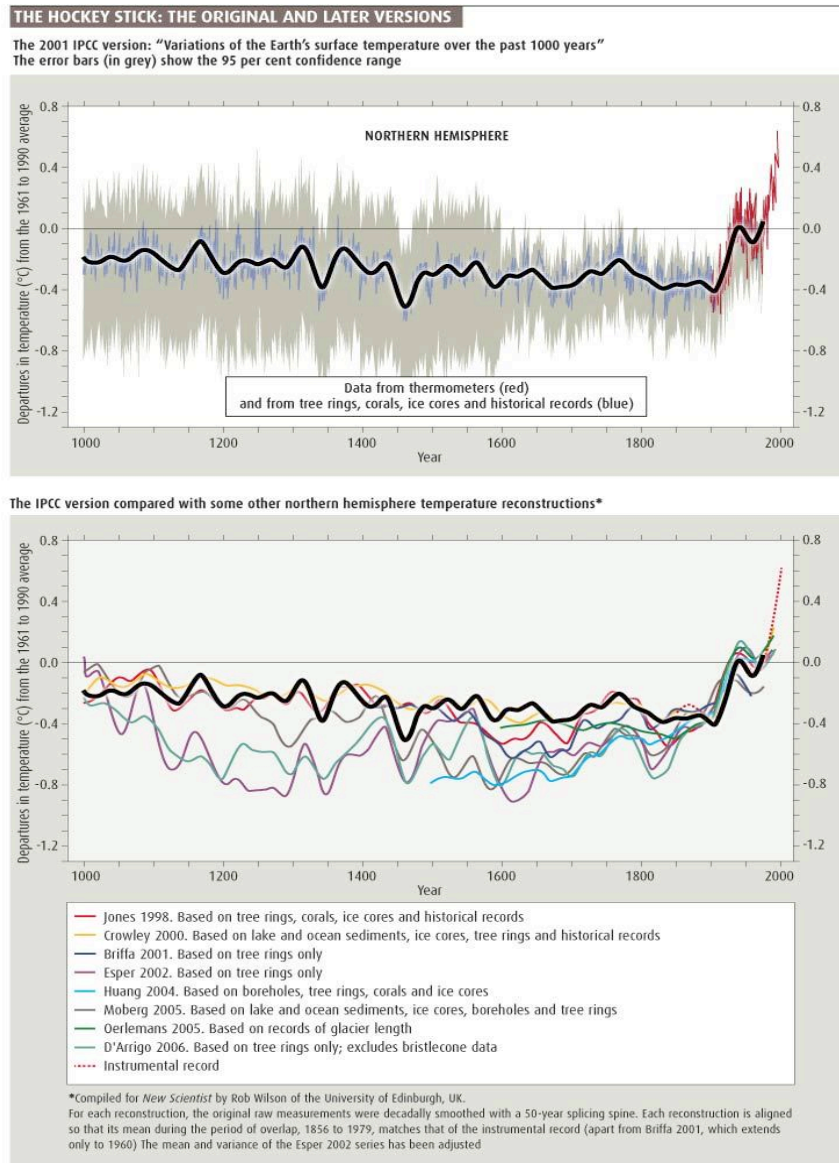 THE HOCKEY STICK: THE ORIGINAL AND LATER VERSIONS
The 2001 IPCC version: “Variations of the Earth’s surface temperature over the past 1000 years”
The error bars (in grey) show the 95 per cent confidence range
Departures in temperature (°C) from the 1961 to 1990 average
0.8
0.4
0.0
-0.4
-0.8
-1.2
NORTHERN HEMISPHERE
0.8
0.4
0.0
-0.4
-0.8
-1.2
Data from thermometers (red)
and from tree rings, corals, ice cores and historical records (blue)
1000 1200 1400 1600 1800 2000
Year
The IPCC version compared with some other northern hemisphere temperature reconstructions*
Departures in temperature (°C) from the 1961 to 1990 average
0.8
0.4
0.0
-0.4
-0.8
-1.2
0.8
0.4
0.0
-0.4
-0.8
-1.2
1000 1200 1400 1500 1600 1800 2000
Year
Jones 1998. Based on tree rings, corals, ice cores and historical records
Crowley 2000. Based on lake and ocean sediments, ice cores, tree rings and historical records
Briffa 2001. Based on tree rings only
Esper 2002. Based on tree rings only
Huang 2004. Based on boreholes, tree rings, corals and ice cores
Moberg 2005. Based on lake and ocean sediments, ice cores, boreholes and tree rings
Oerlemans 2005. Based on records of glacier length
D'Arrigo 2006. Based on tree rings only; excludes bristlecone data
Instrumental record
*Compiled for New Scientist by Rob Wilson of the University of Edinburgh, UK.
For each reconstruction, the original raw measurements were decadally smoothed with a 50-year splicing spine. Each reconstruction is aligned
so that its mean during the period of overlap, 1856 to 1979, matches that of the instrumental record (apart from Briffa 2001, which extends
only to 1960) The mean and variance of the Esper 2002 series has been adjusted